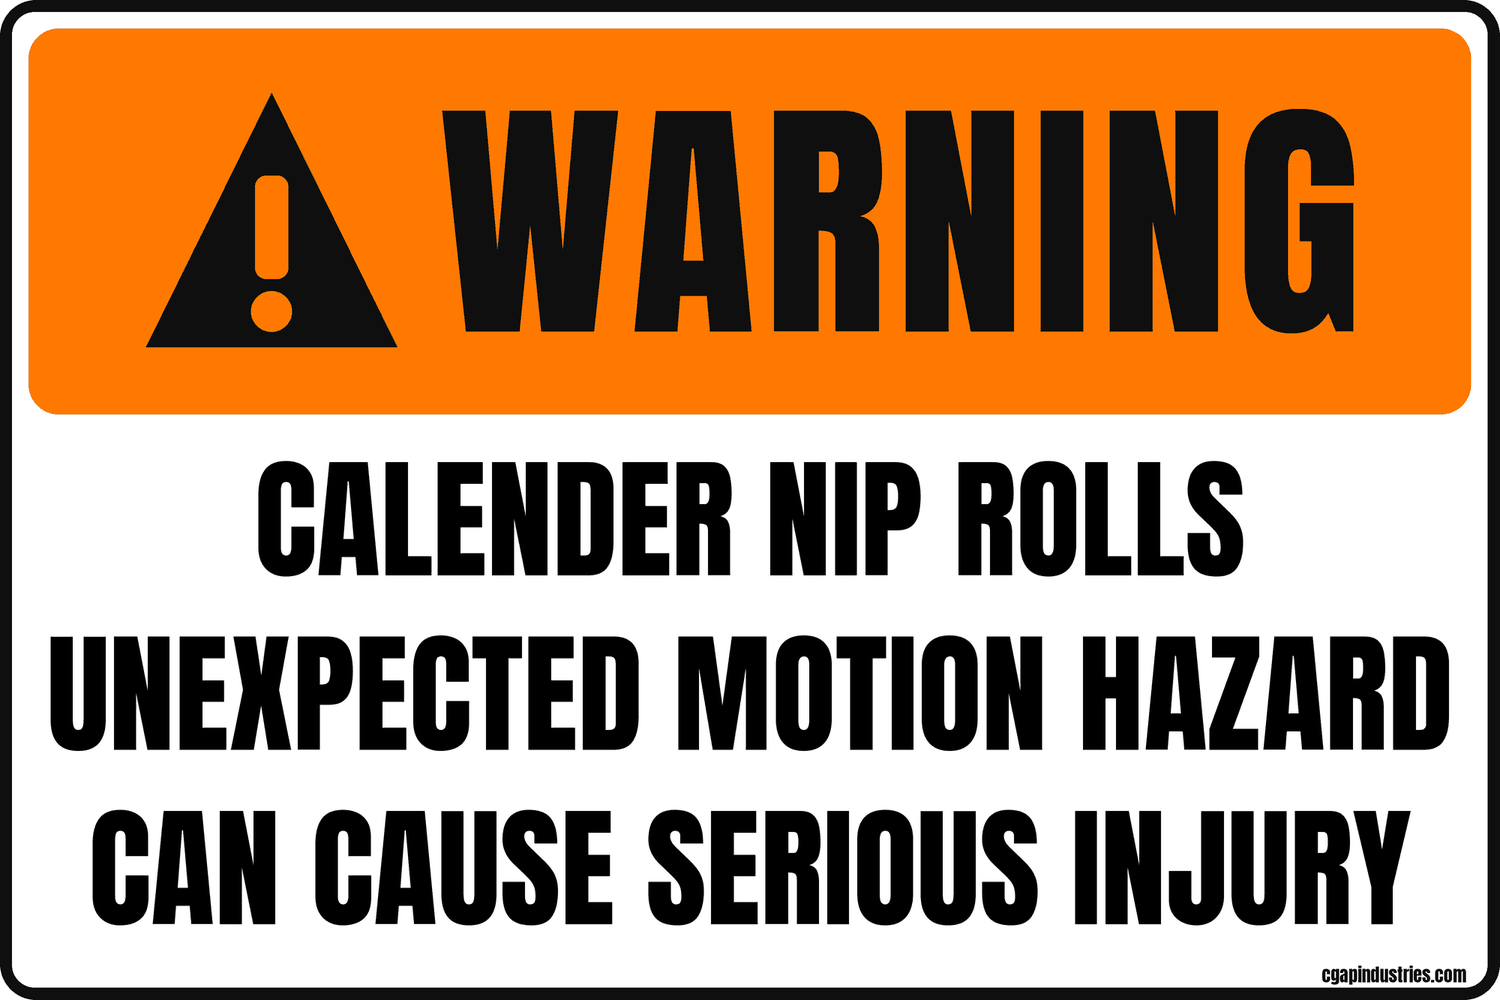 WARNING
CALENDER NIP ROLLS
UNEXPECTED MOTION HAZARD
CAN CAUSE SERIOUS INJURY
cgapindustries.com